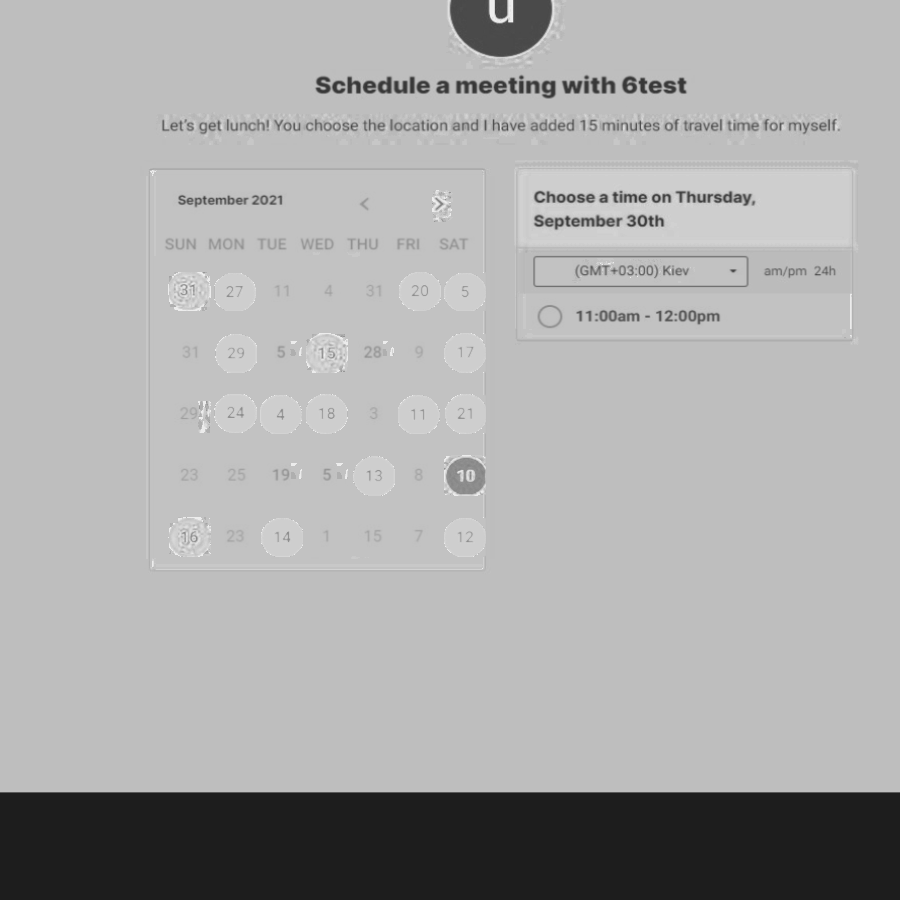 u
Schedule a meeting with 6test
Let's get lunch! You choose the location and I have added 15 minutes of travel time for myself.
September 2021
SUN MON TUE WED THU FRI SAT
31 27 11 4 31 20 5
31 29 5 15 28 9 17
29 24 4 18 3 11 21
23 25 19 5 13 8 10
16 23 14 1 15 7 12
Choose a time on Thursday,
September 30th
(GMT+03:00) Kiev am/pm 24h
11:00am - 12:00pm